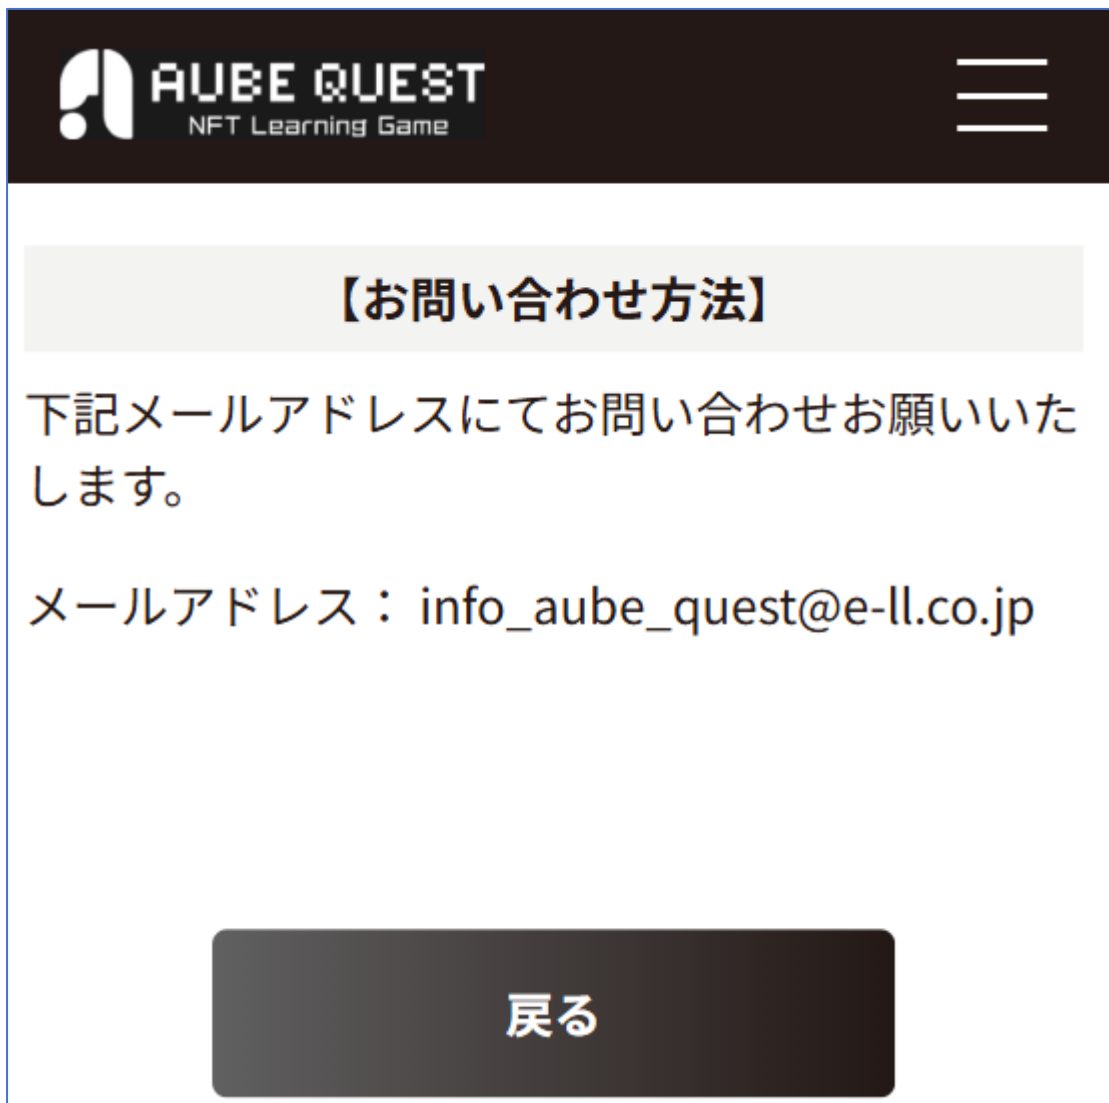 AUBE QUEST
NFT Learning Game
【お問い合わせ方法】
下記メールアドレスにてお問い合わせお願いいた
します。
メールアドレス： info_aube_quest@e-ll.co.jp
戻る